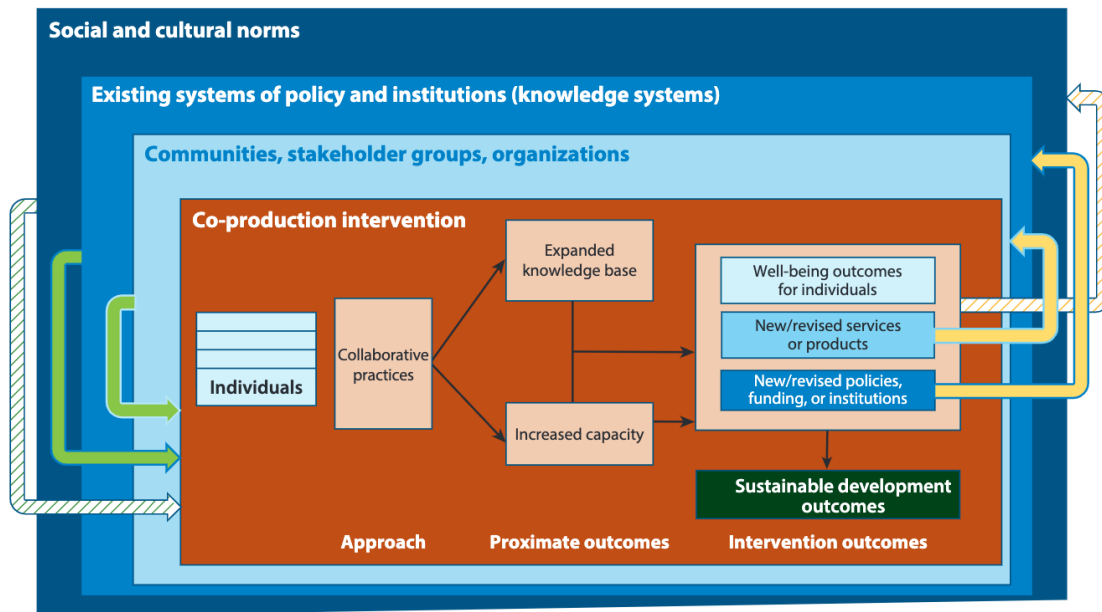 Social and cultural norms
Existing systems of policy and institutions (knowledge systems)
Communities, stakeholder groups, organizations
Co-production intervention
Individuals
Collaborative
practices
Expanded
knowledge base
Increased capacity
Well-being outcomes
for individuals
New/revised services
or products
New/revised policies,
funding, or institutions
Sustainable development
outcomes
Approach
Proximate outcomes
Intervention outcomes